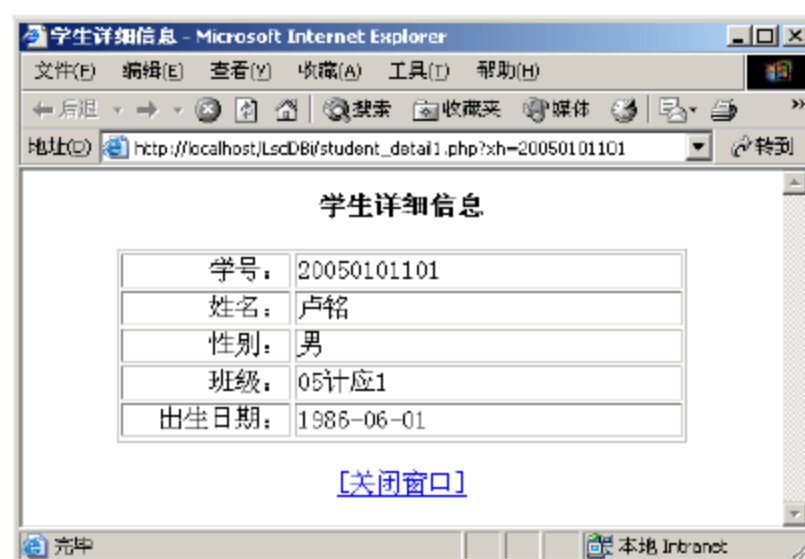 学生详细信息 - Microsoft Internet Explorer
文件(F) 编辑(E) 查看(V) 收藏(A) 工具(T) 帮助(H)
后退 搜索 收藏夹 媒体 »
地址(D) http://localhost/LsdDBi/student_detail1.php?xh=20050101101 转到
学生详细信息
学号： 20050101101
姓名： 卢铭
性别： 男
班级： 05计应1
出生日期： 1986-06-01
[关闭窗口]
完毕 本地 Intranet